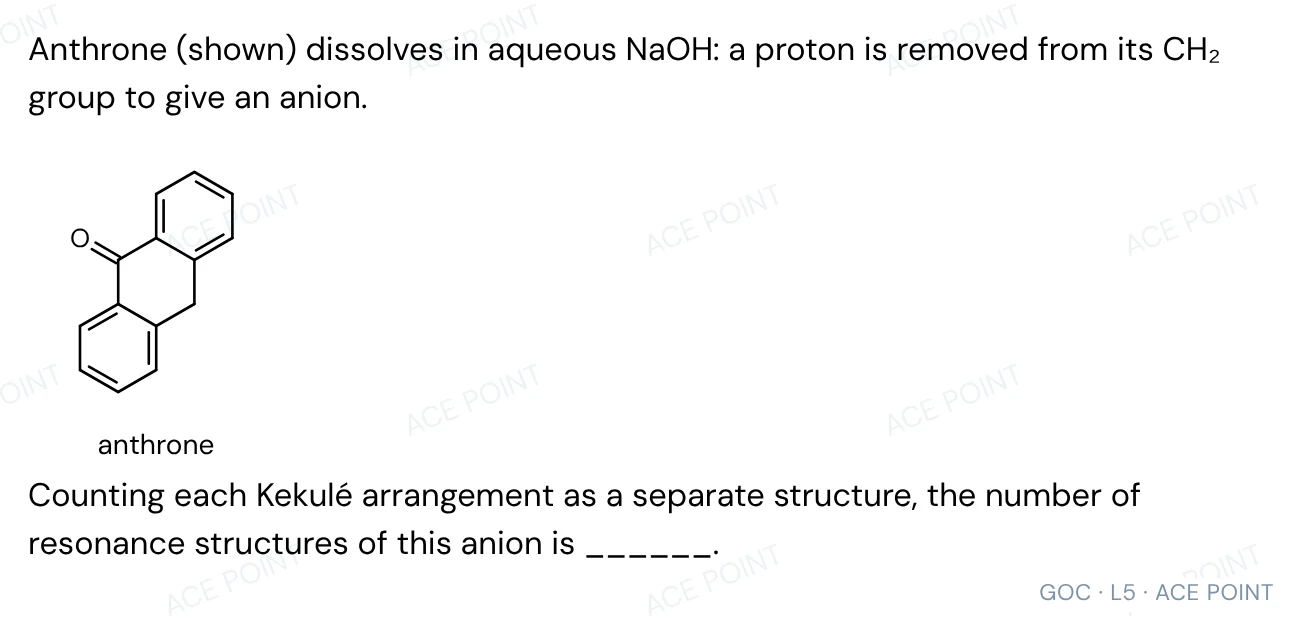 Anthrone (shown) dissolves in aqueous NaOH: a proton is removed from its CH₂
group to give an anion.
O
anthrone
Counting each Kekulé arrangement as a separate structure, the number of
resonance structures of this anion is ______.
GOC · L5 · ACE POINT